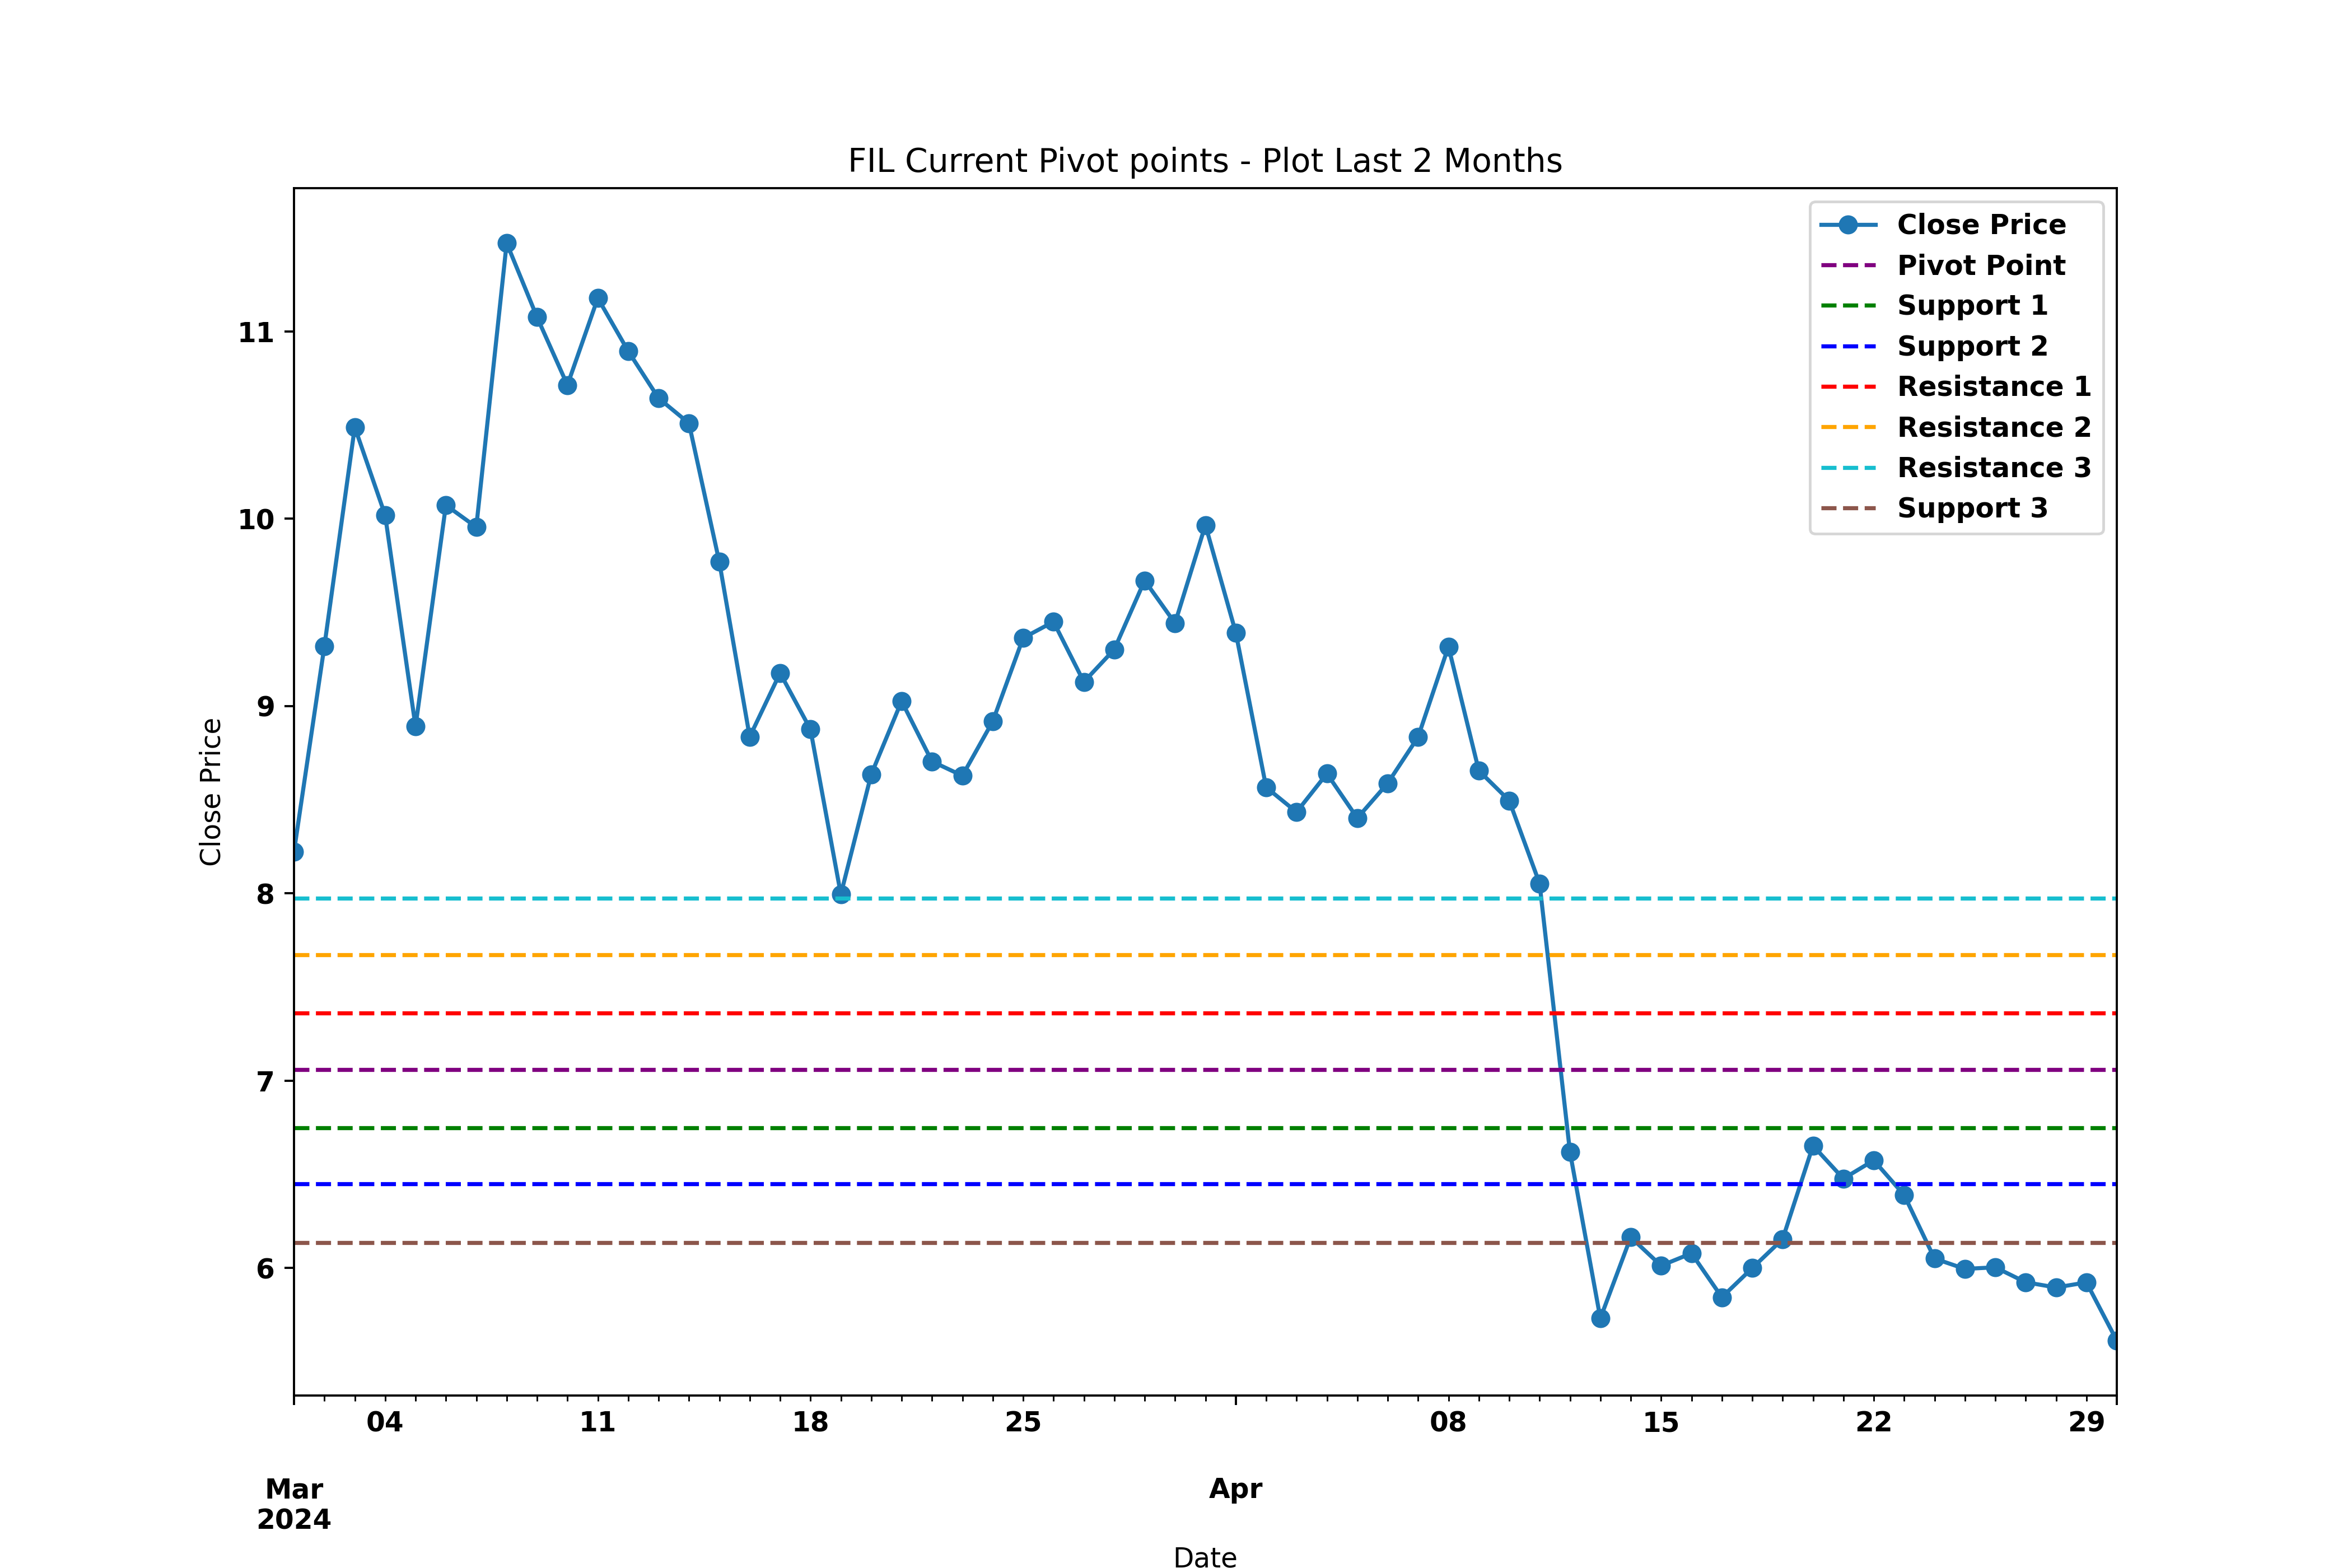 FIL Current Pivot points - Plot Last 2 Months
Close Price
Pivot Point
Support 1
Support 2
Resistance 1
Resistance 2
Resistance 3
Support 3
Close Price
11
10
9
8
7
6
04
11
18
25
08
15
22
29
Mar
2024
Apr
Date